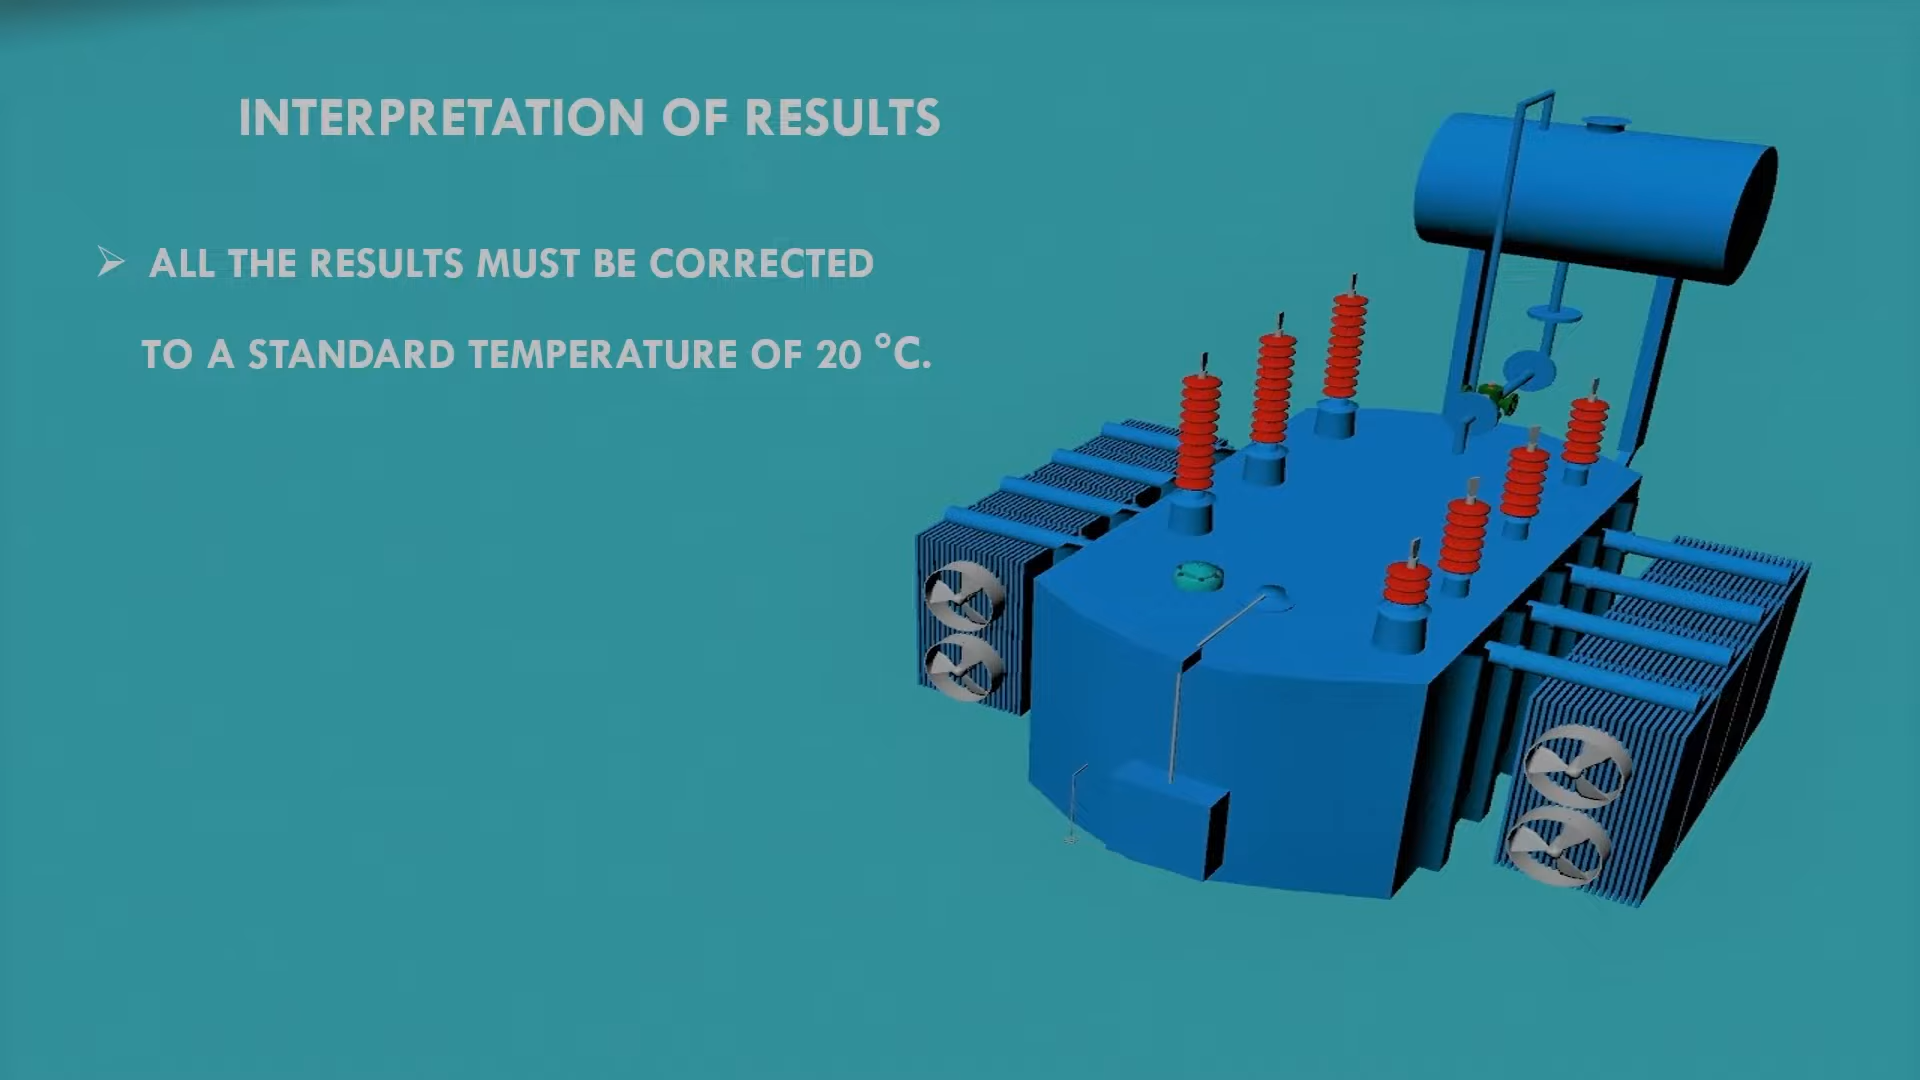 INTERPRETATION OF RESULTS
➢ ALL THE RESULTS MUST BE CORRECTED
TO A STANDARD TEMPERATURE OF 20 °C.